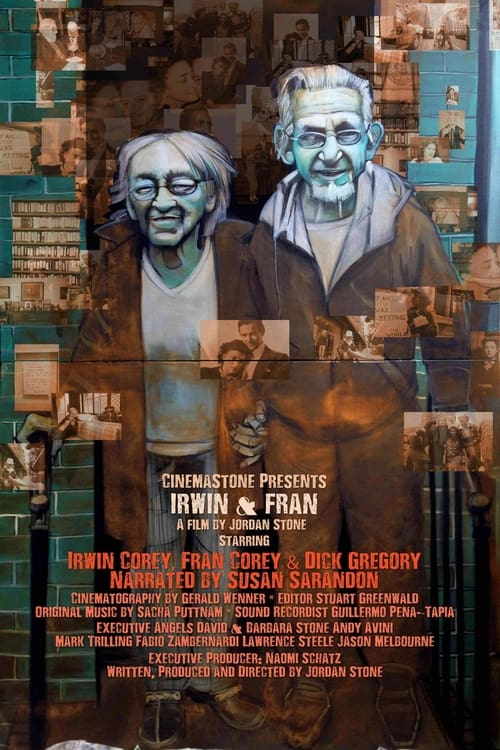 CinemaStone Presents
Irwin & Fran
A film by Jordan Stone
Starring
Irwin Corey, Fran Corey & Dick Gregory
Narrated by Susan Sarandon
Cinematography by Gerald Wenner * Editor Stuart Greenwald
Original Music by Sacha Puttnam * Sound Recordist Guillermo Pena-Tapia
Executive Angels David & Barbara Stone Andy Avini
Mark Trilling Fabio Zambernardi Lawrence Steele Jason Melbourne
Executive Producer: Naomi Schatz
Written, Produced and Directed by Jordan Stone